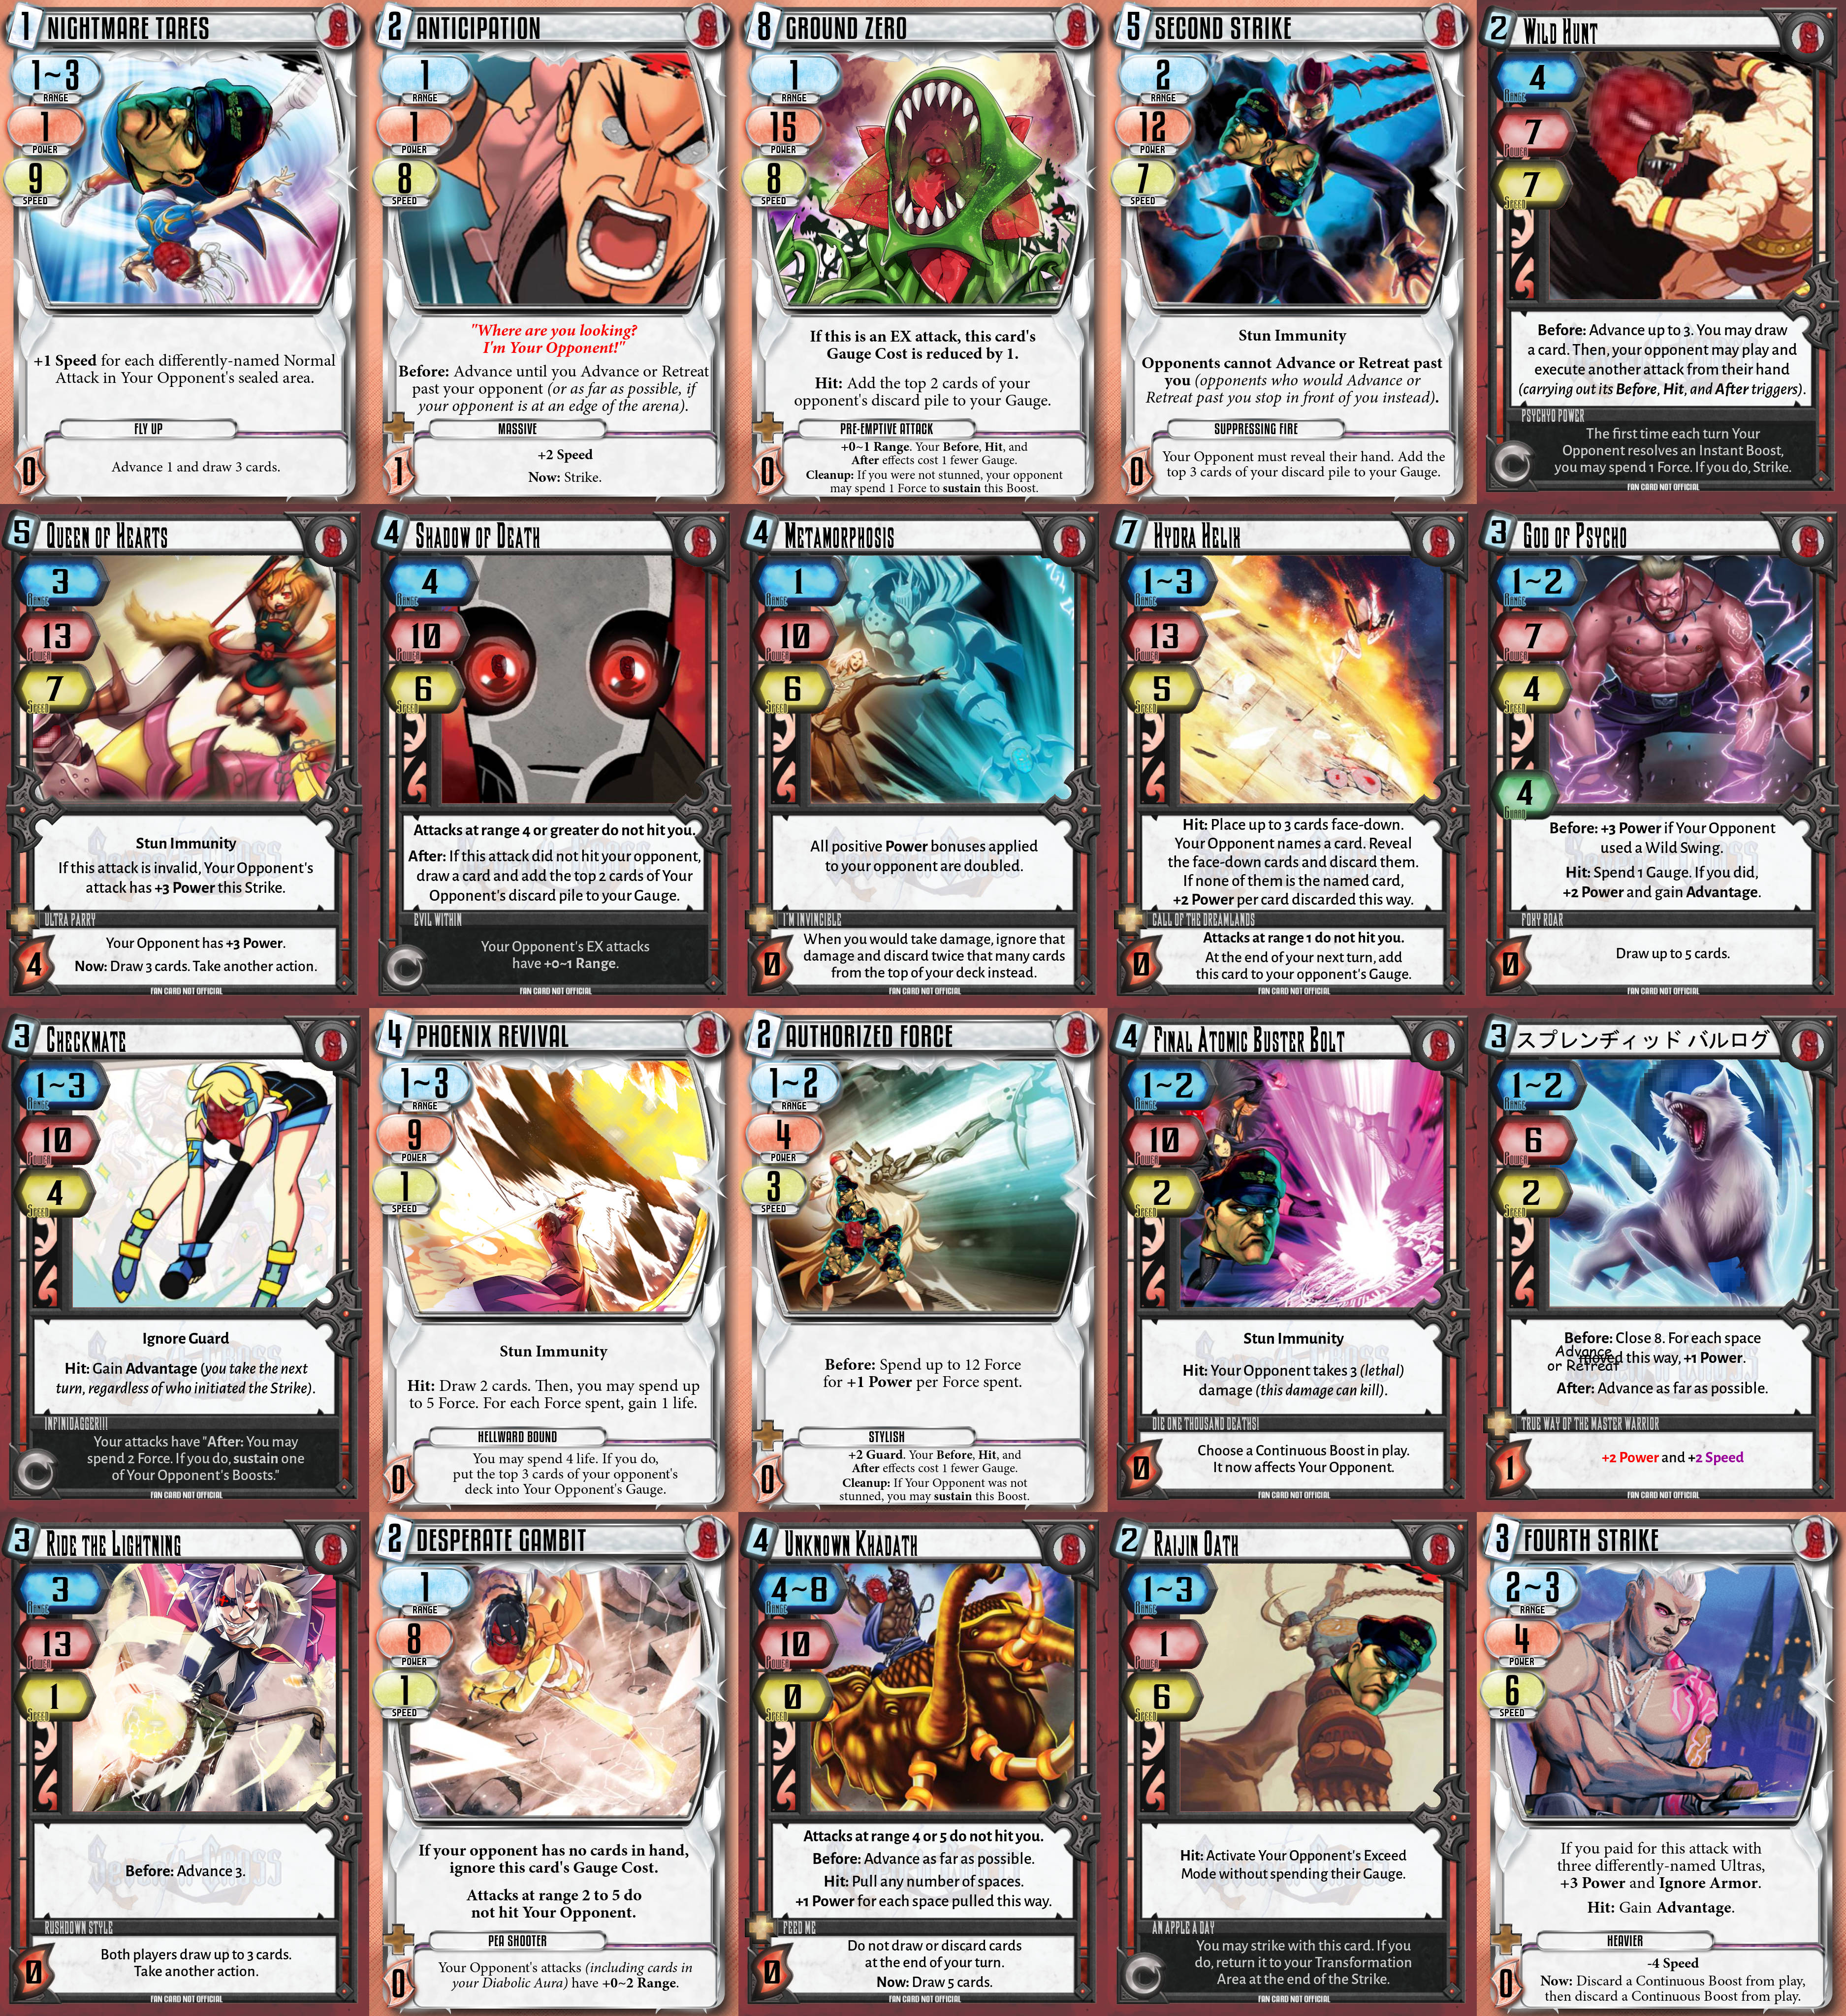 1 NIGHTMARE TARES
1~3
RANGE
1
POWER
9
SPEED
+1 Speed for each differently-named Normal
Attack in Your Opponent's sealed area.
FLY UP
0
Advance 1 and draw 3 cards.
2 ANTICIPATION
1
RANGE
1
POWER
8
SPEED
"Where are you looking?
I'm Your Opponent!"
Before: Advance until you Advance or Retreat
past your opponent (or as far as possible, if
your opponent is at an edge of the arena).
MASSIVE
1
+2 Speed
Now: Strike.
8 GROUND ZERO
1
RANGE
15
POWER
8
SPEED
If this is an EX attack, this card's
Gauge Cost is reduced by 1.
Hit: Add the top 2 cards of your
opponent's discard pile to your Gauge.
PRE-EMPTIVE ATTACK
0
+0~1 Range. Your Before, Hit, and
After effects cost 1 fewer Gauge.
Cleanup: If you were not stunned, your opponent
may spend 1 Force to sustain this Boost.
5 SECOND STRIKE
2
RANGE
12
POWER
7
SPEED
Stun Immunity
Opponents cannot Advance or Retreat past
you (opponents who would Advance or
Retreat past you stop in front of you instead).
SUPPRESSING FIRE
0
Your Opponent must reveal their hand. Add the
top 3 cards of your discard pile to your Gauge.
2 WILD HUNT
4
RANGE
7
POWER
7
SPEED
Before: Advance up to 3. You may draw
a card. Then, your opponent may play and
execute another attack from their hand
(carrying out its Before, Hit, and After triggers).
PSYCHYO POWER
The first time each turn Your
Opponent resolves an Instant Boost,
you may spend 1 Force. If you do, Strike.
FAN CARD NOT OFFICIAL
5 QUEEN OF HEARTS
3
RANGE
13
POWER
7
SPEED
Stun Immunity
If this attack is invalid, Your Opponent's
attack has +3 Power this Strike.
ULTRA PARRY
4
Your Opponent has +3 Power.
Now: Draw 3 cards. Take another action.
FAN CARD NOT OFFICIAL
4 SHADOW OF DEATH
4
RANGE
10
POWER
6
SPEED
Attacks at range 4 or greater do not hit you.
After: If this attack did not hit your opponent,
draw a card and add the top 2 cards of Your
Opponent's discard pile to your Gauge.
EVIL WITHIN
Your Opponent's EX attacks
have +0~1 Range.
FAN CARD NOT OFFICIAL
4 METAMORPHOSIS
1
RANGE
10
POWER
6
SPEED
All positive Power bonuses applied
to your opponent are doubled.
I'M INVINCIBLE
0
When you would take damage, ignore that
damage and discard twice that many cards
from the top of your deck instead.
FAN CARD NOT OFFICIAL
7 HYDRA HELIX
1~3
RANGE
13
POWER
5
SPEED
Hit: Place up to 3 cards face-down.
Your Opponent names a card. Reveal
the face-down cards and discard them.
If none of them is the named card,
+2 Power per card discarded this way.
CALL OF THE DREAMLANDS
0
Attacks at range 1 do not hit you.
At the end of your next turn, add
this card to your opponent's Gauge.
FAN CARD NOT OFFICIAL
3 GOD OF PSYCHO
1~2
RANGE
7
POWER
4
SPEED
4
GUARD
Before: +3 Power if Your Opponent
used a Wild Swing.
Hit: Spend 1 Gauge. If you did,
+2 Power and gain Advantage.
FOXY ROAR
0
Draw up to 5 cards.
FAN CARD NOT OFFICIAL
3 CHECKMATE
1~3
RANGE
10
POWER
4
SPEED
Ignore Guard
Hit: Gain Advantage (you take the next
turn, regardless of who initiated the Strike).
INFINIDAGGER!!!
Your attacks have "After: You may
spend 2 Force. If you do, sustain one
of Your Opponent's Boosts."
FAN CARD NOT OFFICIAL
4 PHOENIX REVIVAL
1~3
RANGE
9
POWER
1
SPEED
Stun Immunity
Hit: Draw 2 cards. Then, you may spend up
to 5 Force. For each Force spent, gain 1 life.
HELLWARD BOUND
0
You may spend 4 life. If you do,
put the top 3 cards of your opponent's
deck into Your Opponent's Gauge.
2 AUTHORIZED FORCE
1~2
RANGE
4
POWER
3
SPEED
Before: Spend up to 12 Force
for +1 Power per Force spent.
STYLISH
0
+2 Guard. Your Before, Hit, and
After effects cost 1 fewer Gauge.
Cleanup: If Your Opponent was not
stunned, you may sustain this Boost.
4 FINAL ATOMIC BUSTER BOLT
1~2
RANGE
10
POWER
2
SPEED
Stun Immunity
Hit: Your Opponent takes 3 (lethal)
damage (this damage can kill).
DIE ONE THOUSAND DEATHS!
0
Choose a Continuous Boost in play.
It now affects Your Opponent.
FAN CARD NOT OFFICIAL
3 スプレンディッド バルログ
1~2
RANGE
6
POWER
2
SPEED
Before: Close 8. For each space
Advance
or Retreat
moved this way, +1 Power.
After: Advance as far as possible.
TRUE WAY OF THE MASTER WARRIOR
1
+2 Power and +2 Speed
FAN CARD NOT OFFICIAL
3 RIDE THE LIGHTNING
3
RANGE
13
POWER
1
SPEED
Before: Advance 3.
RUSHDOWN STYLE
0
Both players draw up to 3 cards.
Take another action.
FAN CARD NOT OFFICIAL
2 DESPERATE GAMBIT
1
RANGE
8
POWER
1
SPEED
If your opponent has no cards in hand,
ignore this card's Gauge Cost.
Attacks at range 2 to 5 do
not hit Your Opponent.
PEA SHOOTER
0
Your Opponent's attacks (including cards in
your Diabolic Aura) have +0~2 Range.
4 UNKNOWN KHADATH
4~8
RANGE
10
POWER
0
SPEED
Attacks at range 4 or 5 do not hit you.
Before: Advance as far as possible.
Hit: Pull any number of spaces.
+1 Power for each space pulled this way.
FEED ME
0
Do not draw or discard cards
at the end of your turn.
Now: Draw 5 cards.
FAN CARD NOT OFFICIAL
2 RAIJIN OATH
1~3
RANGE
1
POWER
6
SPEED
Hit: Activate Your Opponent's Exceed
Mode without spending their Gauge.
AN APPLE A DAY
You may strike with this card. If you
do, return it to your Transformation
Area at the end of the Strike.
FAN CARD NOT OFFICIAL
3 FOURTH STRIKE
2~3
RANGE
4
POWER
6
SPEED
If you paid for this attack with
three differently-named Ultras,
+3 Power and Ignore Armor.
Hit: Gain Advantage.
HEAVIER
0
-4 Speed
Now: Discard a Continuous Boost from play,
then discard a Continuous Boost from play.